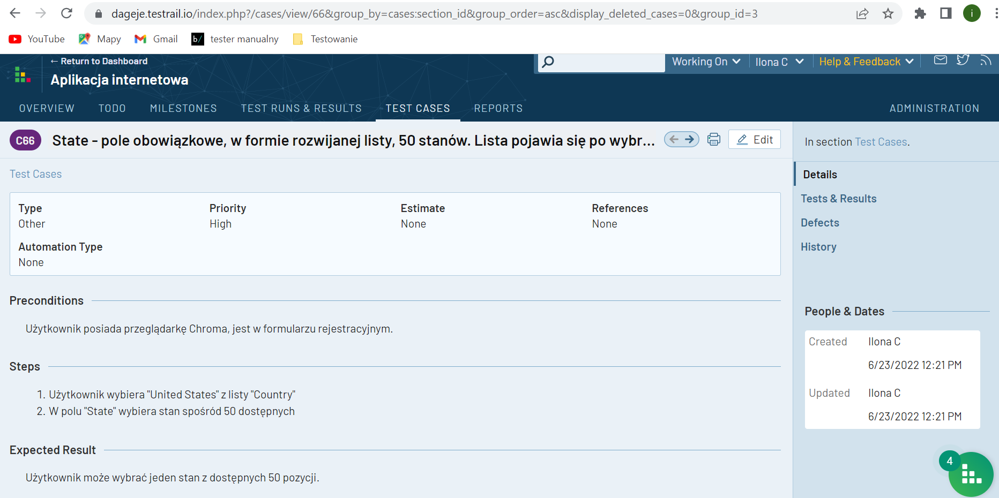 dageje.testrail.io/index.php?/cases/view/66&group_by=cases:section_id&group_order=asc&display_deleted_cases=0&group_id=3
i
YouTube Mapy Gmail b/ tester manualny Testowanie
← Return to Dashboard
Aplikacja internetowa
Working On Ilona C Help & Feedback
OVERVIEW TODO MILESTONES TEST RUNS & RESULTS TEST CASES REPORTS ADMINISTRATION
C66 State - pole obowiązkowe, w formie rozwijanej listy, 50 stanów. Lista pojawia się po wybr... Edit
Test Cases
Type Priority Estimate References
Other High None None
Automation Type
None
Preconditions
Użytkownik posiada przeglądarkę Chroma, jest w formularzu rejestracyjnym.
Steps
1. Użytkownik wybiera "United States" z listy "Country"
2. W polu "State" wybiera stan spośród 50 dostępnych
Expected Result
Użytkownik może wybrać jeden stan z dostępnych 50 pozycji.
In section Test Cases.
Details
Tests & Results
Defects
History
People & Dates
Created Ilona C
6/23/2022 12:21 PM
Updated Ilona C
6/23/2022 12:21 PM
4